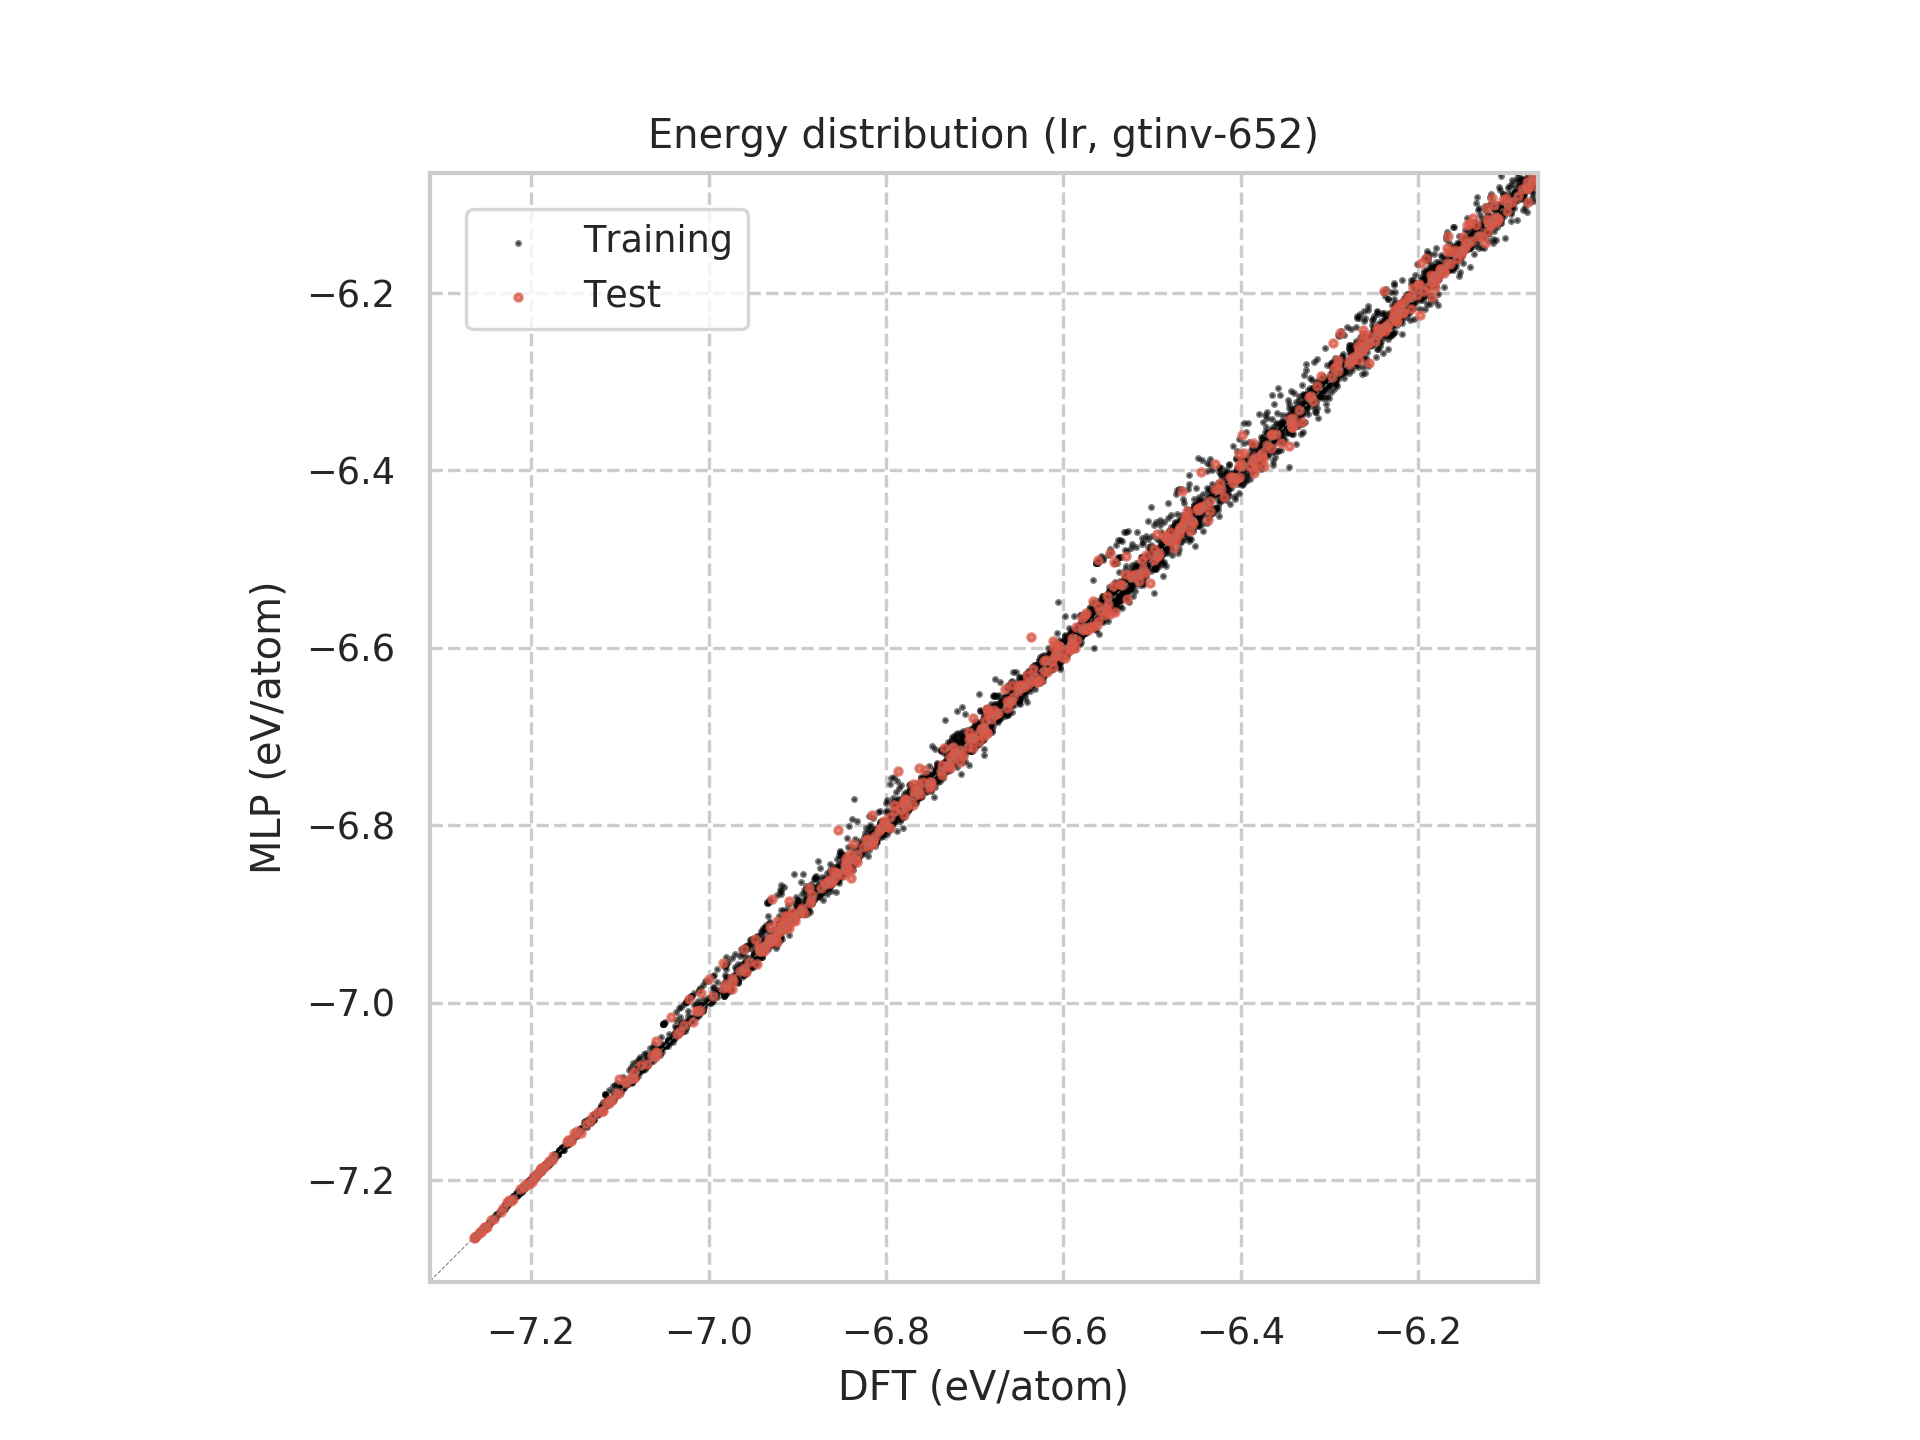 Energy distribution (Ir, gtinv-652)
Training
Test
−6.2
−6.4
−6.6
−6.8
−7.0
−7.2
MLP (eV/atom)
−7.2 −7.0 −6.8 −6.6 −6.4 −6.2
DFT (eV/atom)